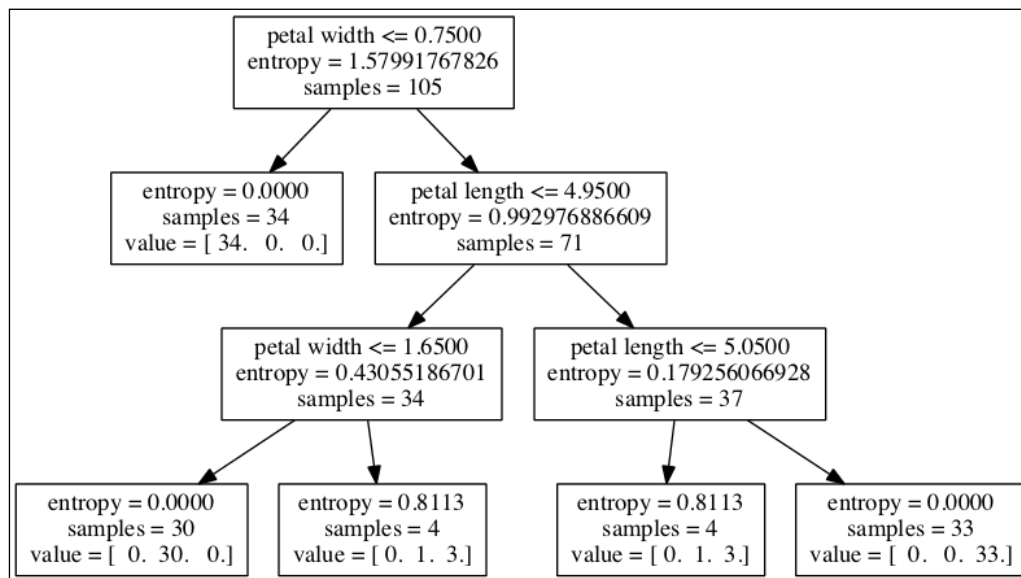 petal width <= 0.7500
entropy = 1.57991767826
samples = 105
entropy = 0.0000
samples = 34
value = [ 34.  0.  0.]
petal length <= 4.9500
entropy = 0.992976886609
samples = 71
petal width <= 1.6500
entropy = 0.43055186701
samples = 34
petal length <= 5.0500
entropy = 0.179256066928
samples = 37
entropy = 0.0000
samples = 30
value = [  0.  30.  0.]
entropy = 0.8113
samples = 4
value = [ 0.  1.  3.]
entropy = 0.8113
samples = 4
value = [ 0.  1.  3.]
entropy = 0.0000
samples = 33
value = [  0.  0.  33.]